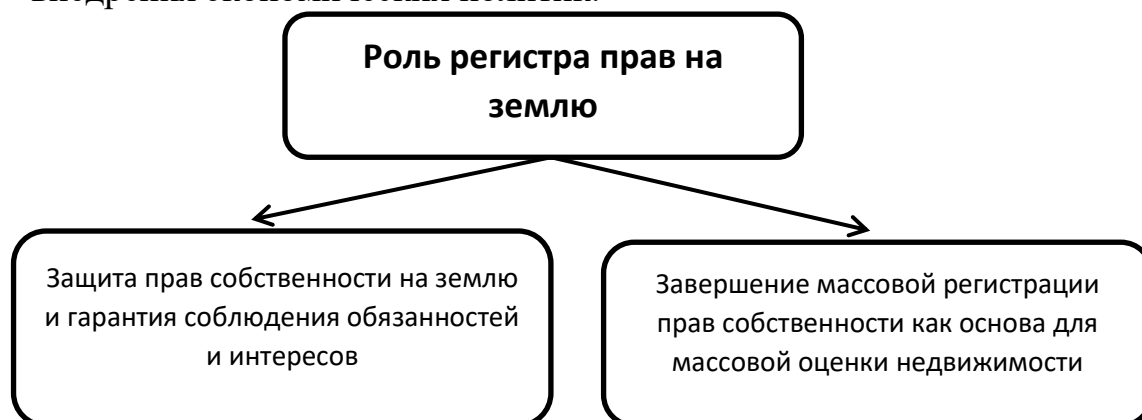 Роль регистра прав на
землю
Защита прав собственности на землю
и гарантия соблюдения обязанностей
и интересов
Завершение массовой регистрации
прав собственности как основа для
массовой оценки недвижимости